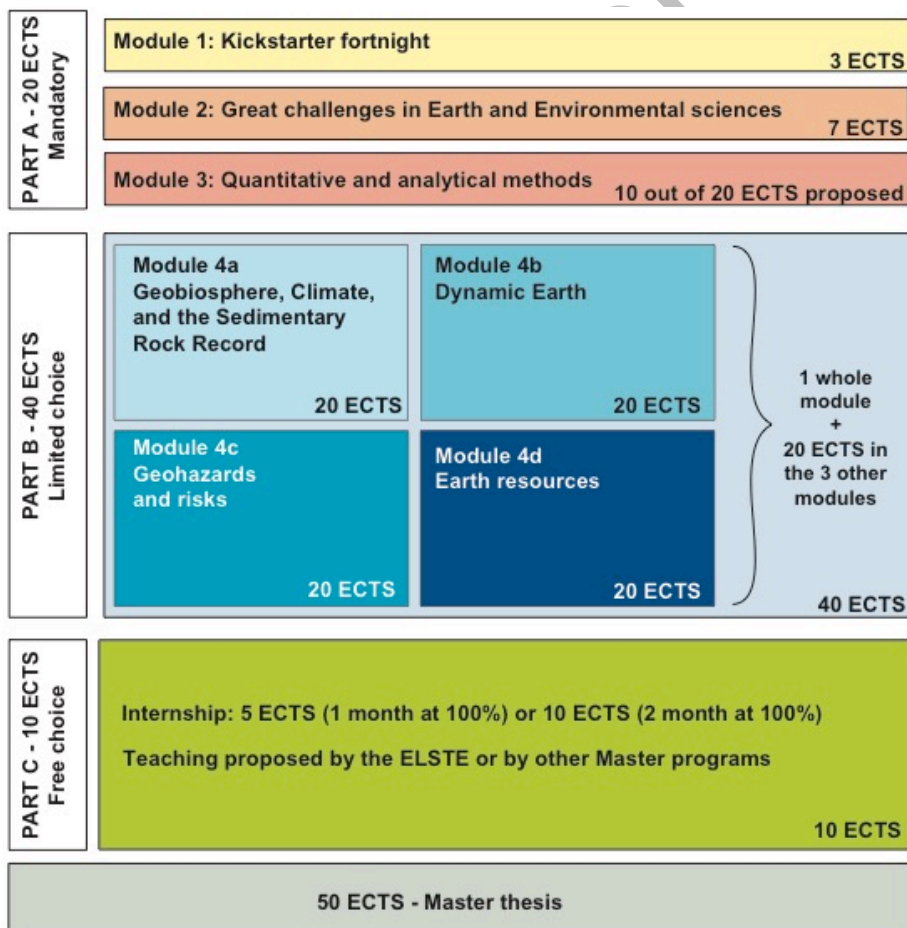 PART A - 20 ECTS
Mandatory
Module 1: Kickstarter fortnight
3 ECTS
Module 2: Great challenges in Earth and Environmental sciences
7 ECTS
Module 3: Quantitative and analytical methods
10 out of 20 ECTS proposed
PART B - 40 ECTS
Limited choice
Module 4a
Geobiosphere, Climate,
and the Sedimentary
Rock Record
20 ECTS
Module 4b
Dynamic Earth
20 ECTS
Module 4c
Geohazards
and risks
20 ECTS
Module 4d
Earth resources
20 ECTS
1 whole
module
+
20 ECTS in
the 3 other
modules
40 ECTS
PART C - 10 ECTS
Free choice
Internship: 5 ECTS (1 month at 100%) or 10 ECTS (2 month at 100%)
Teaching proposed by the ELSTE or by other Master programs
10 ECTS
50 ECTS - Master thesis